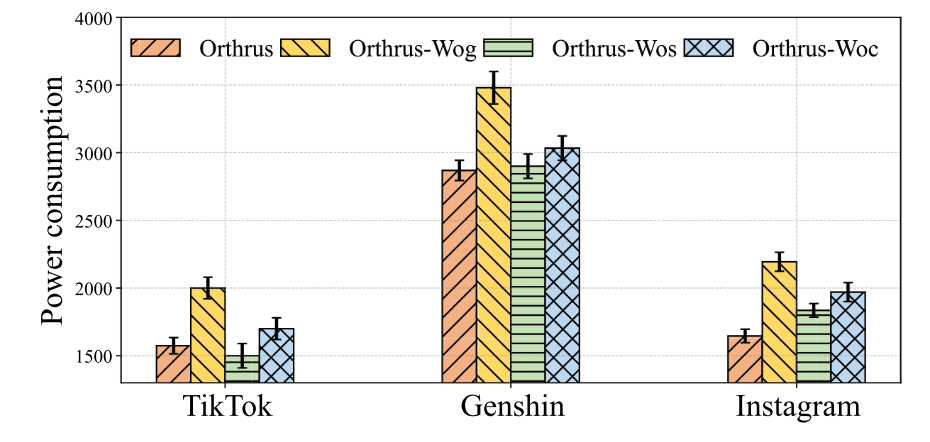 4000
Orthrus Orthrus-Wog Orthrus-Wos Orthrus-Woc
3500
3000
2500
2000
1500
Power consumption
TikTok Genshin Instagram